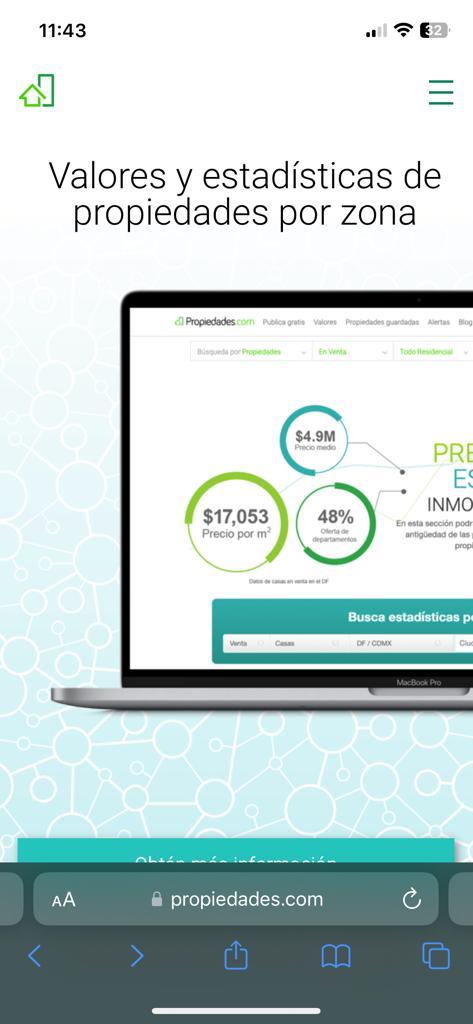 11:43
32
Valores y estadísticas de
propiedades por zona
Propiedades.com Publica gratis Valores Propiedades guardadas Alertas Blog
Búsqueda por Propiedades En Venta Todo Residencial
$4.9M
Precio medio
PRE
ES
$17,053
Precio por m²
48%
Oferta de
departamentos
INMO
En esta sección podr
antigüedad de las
propi
Datos de casas en venta en el DF
Busca estadísticas po
Venta Casas DF / CDMX Ciud
MacBook Pro
Obtén más información
AA propiedades.com